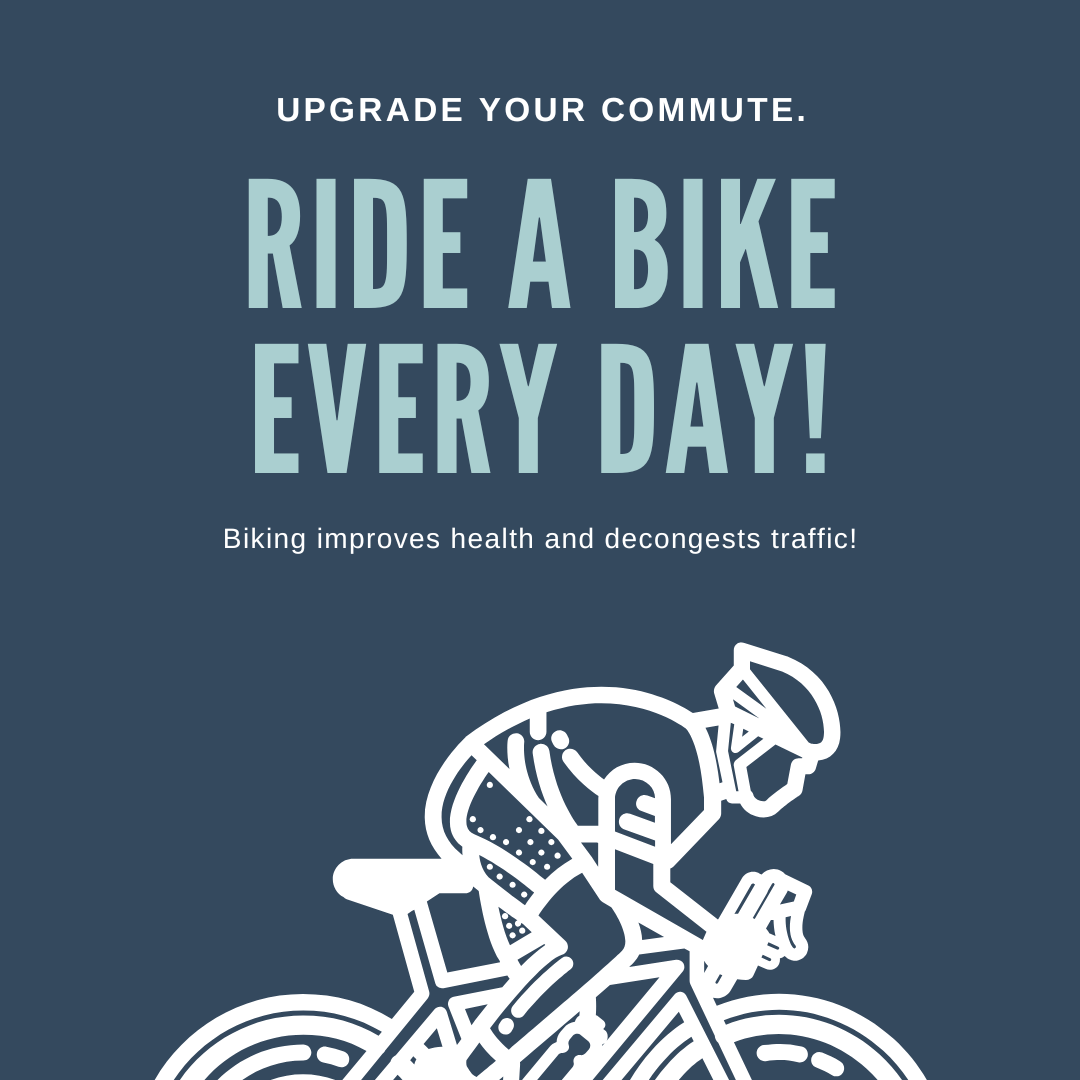 UPGRADE YOUR COMMUTE.
RIDE A BIKE
EVERY DAY!
Biking improves health and decongests traffic!